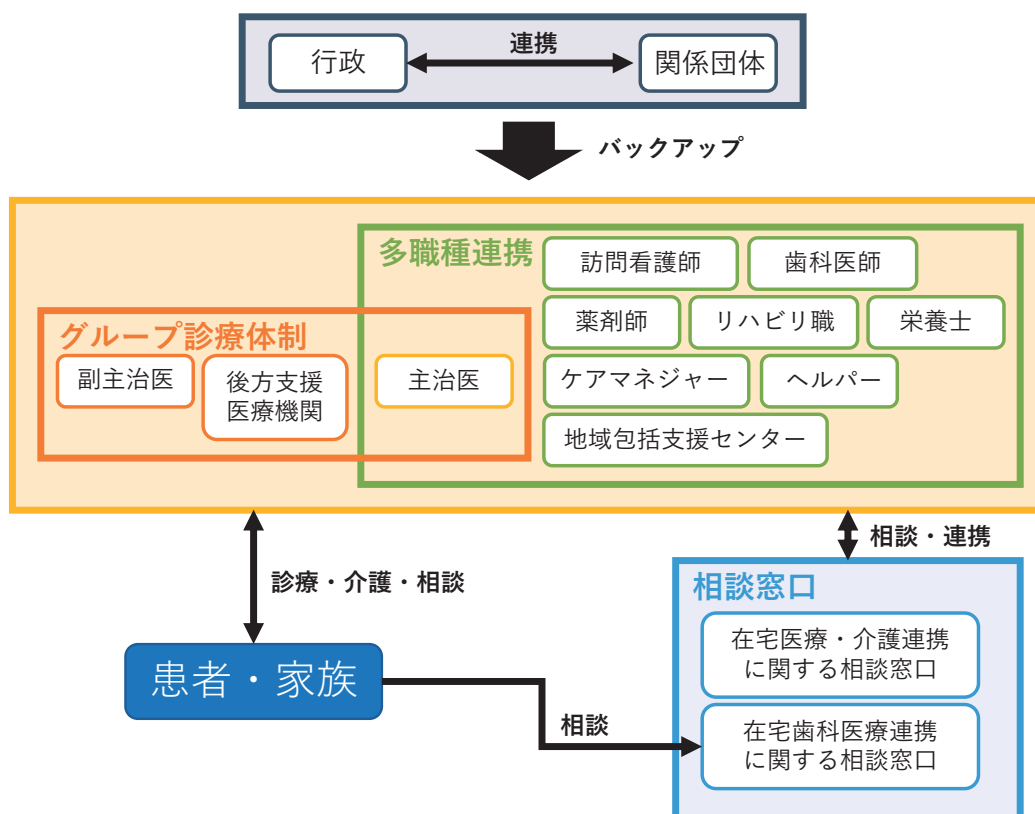 行政
連携
関係団体
バックアップ
多職種連携
訪問看護師
歯科医師
薬剤師
リハビリ職
栄養士
グループ診療体制
副主治医
後方支援
医療機関
主治医
ケアマネジャー
ヘルパー
地域包括支援センター
診療・介護・相談
相談・連携
患者・家族
相談
相談窓口
在宅医療・介護連携
に関する相談窓口
在宅歯科医療連携
に関する相談窓口